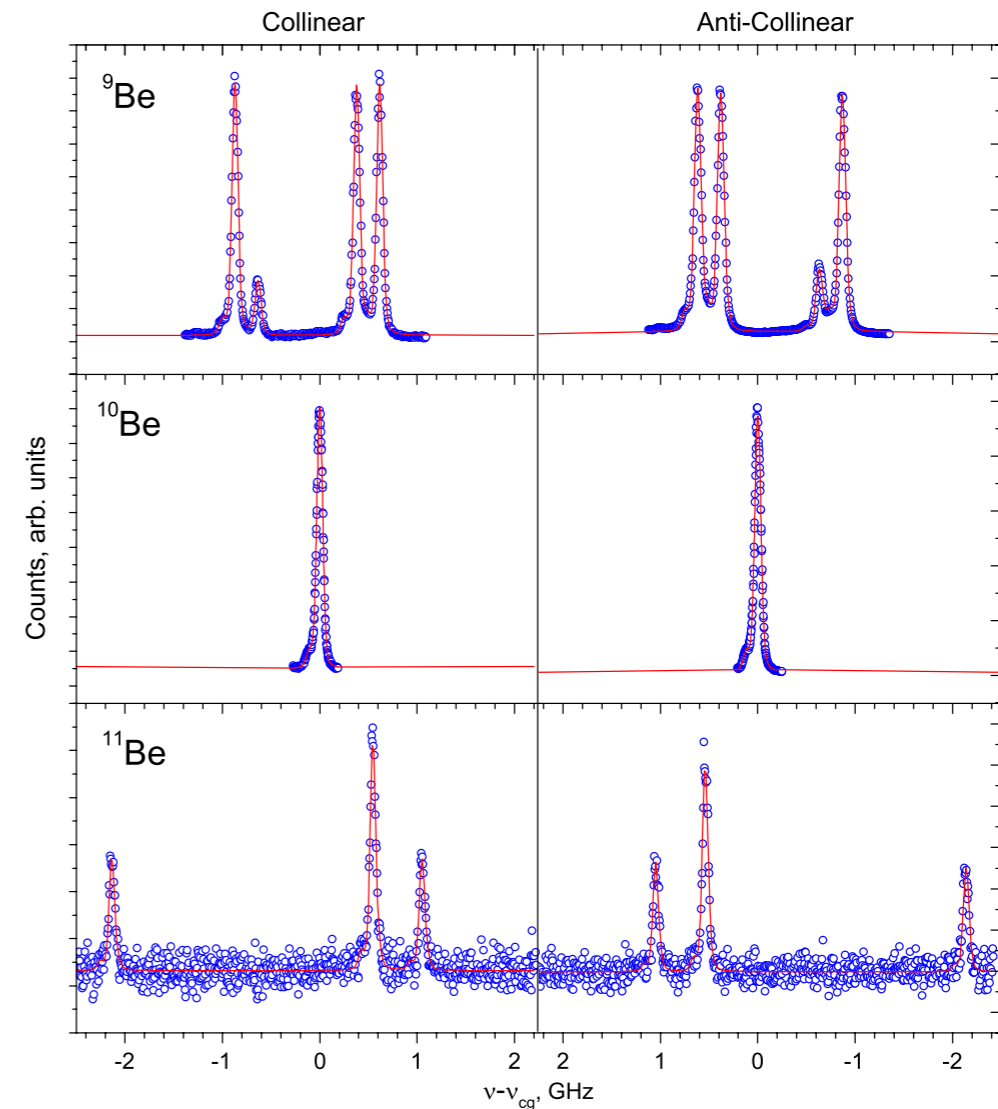 Collinear Anti-Collinear
⁹Be
¹⁰Be
¹¹Be
Counts, arb. units
-2 -1 0 1 2 2 1 0 -1 -2
ν-ν_cg, GHz